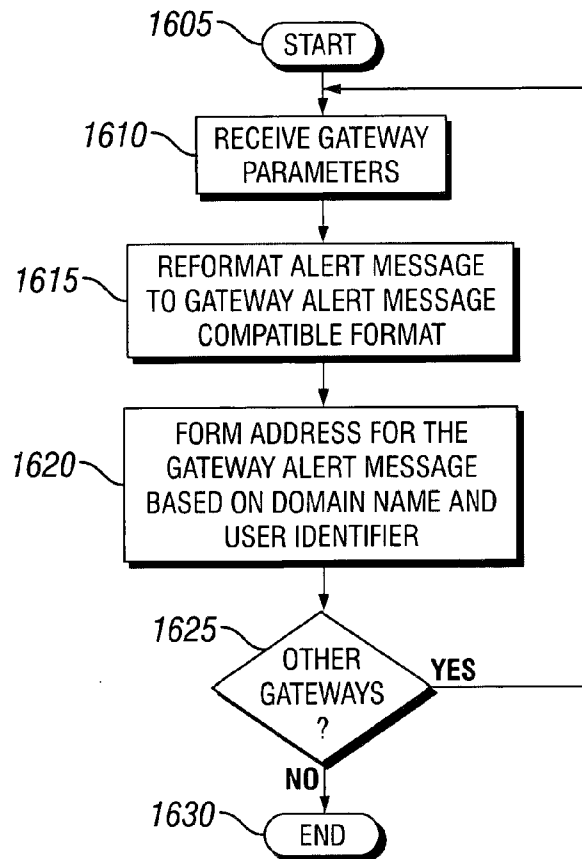 1605
START
1610
RECEIVE GATEWAY
PARAMETERS
1615
REFORMAT ALERT MESSAGE
TO GATEWAY ALERT MESSAGE
COMPATIBLE FORMAT
1620
FORM ADDRESS FOR THE
GATEWAY ALERT MESSAGE
BASED ON DOMAIN NAME AND
USER IDENTIFIER
1625
OTHER
GATEWAYS
?
YES
NO
1630
END